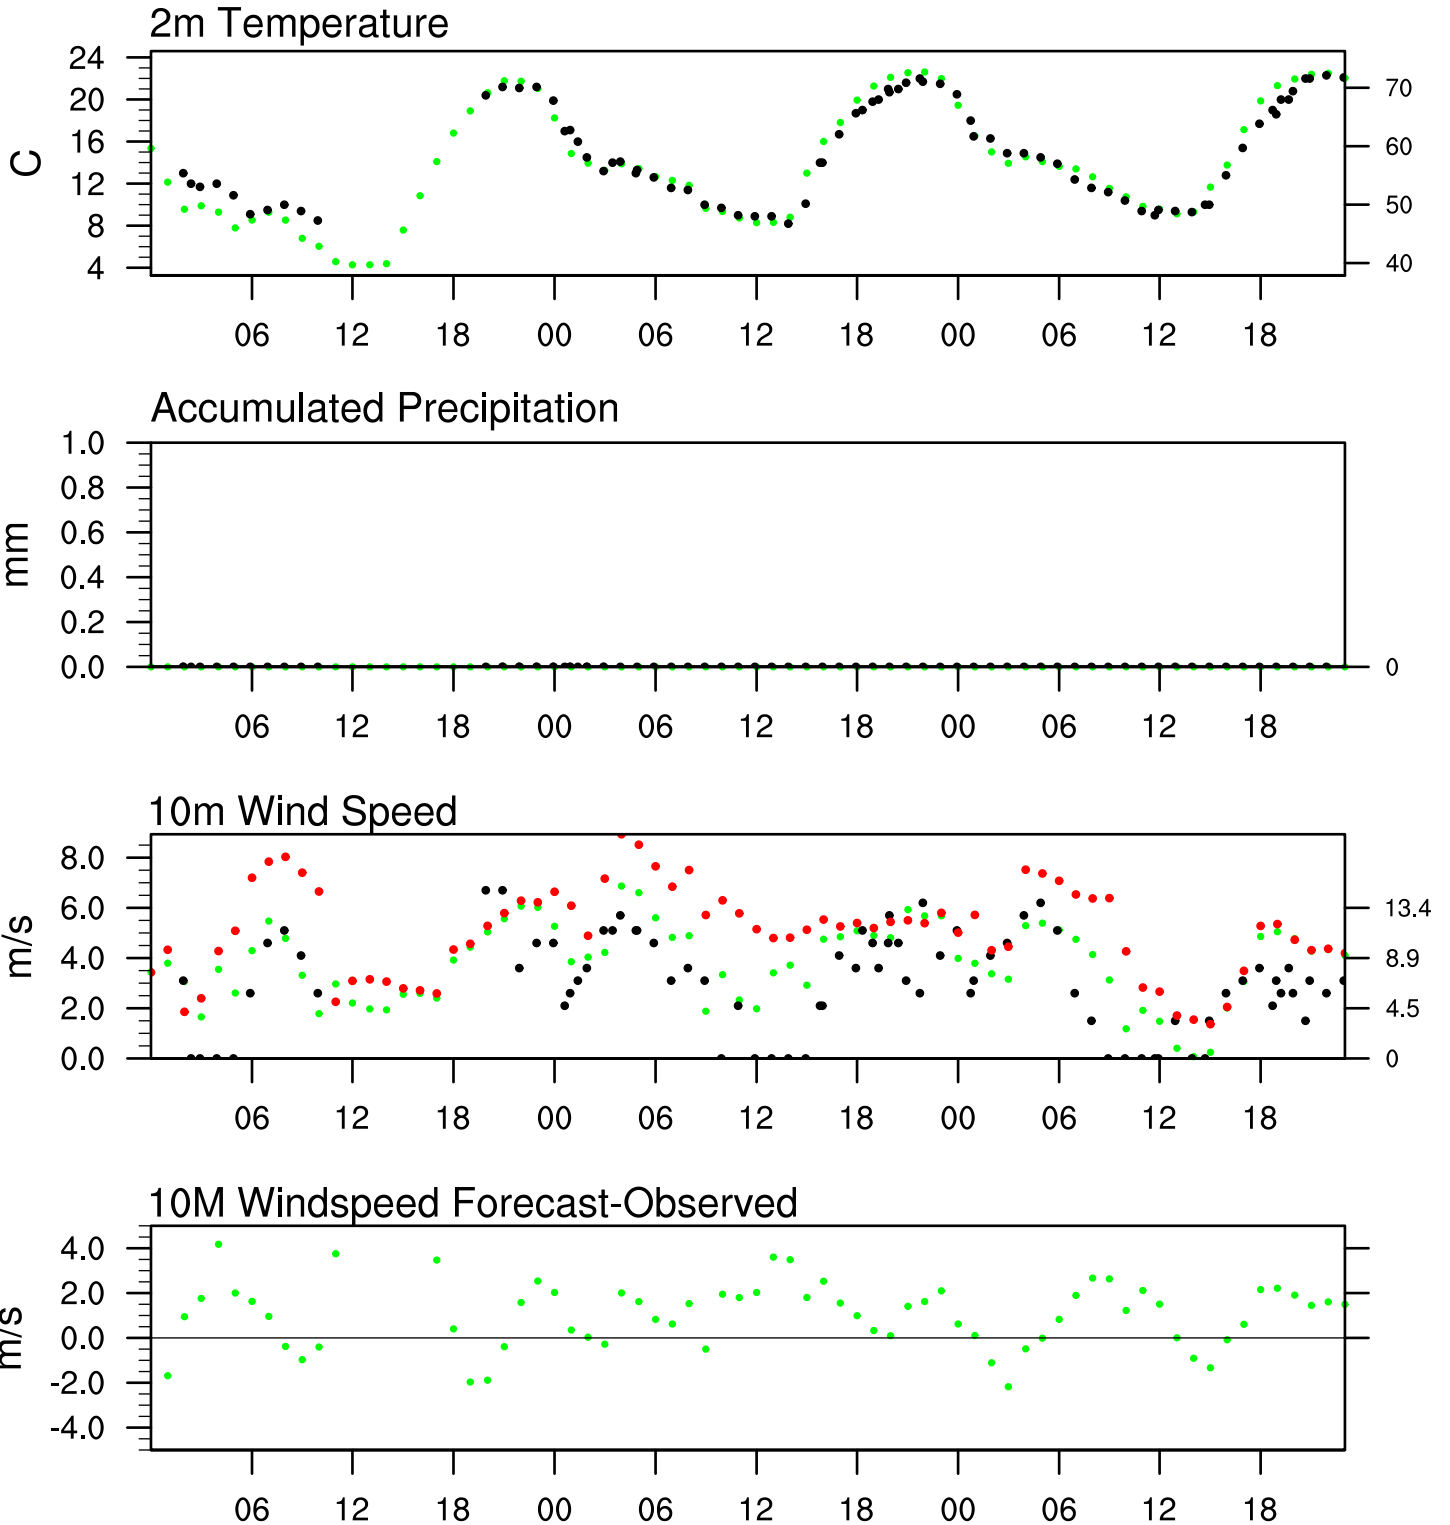 2m Temperature
24
20
16
12
8
4
C
70
60
50
40
06 12 18 00 06 12 18 00 06 12 18
Accumulated Precipitation
1.0
0.8
0.6
0.4
0.2
0.0
mm
0
06 12 18 00 06 12 18 00 06 12 18
10m Wind Speed
8.0
6.0
4.0
2.0
0.0
m/s
13.4
8.9
4.5
0
06 12 18 00 06 12 18 00 06 12 18
10M Windspeed Forecast-Observed
4.0
2.0
0.0
-2.0
-4.0
m/s
06 12 18 00 06 12 18 00 06 12 18